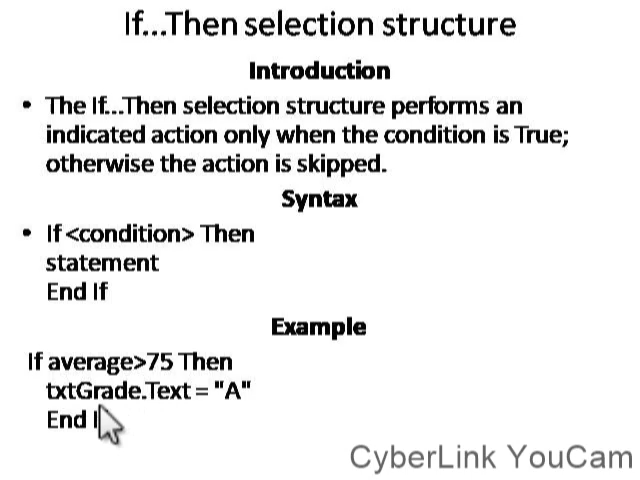 If...Then selection structure
Introduction
• The If...Then selection structure performs an
indicated action only when the condition is True;
otherwise the action is skipped.
Syntax
• If <condition> Then
statement
End If
Example
If average>75 Then
txtGrade.Text = "A"
End I
CyberLink YouCam